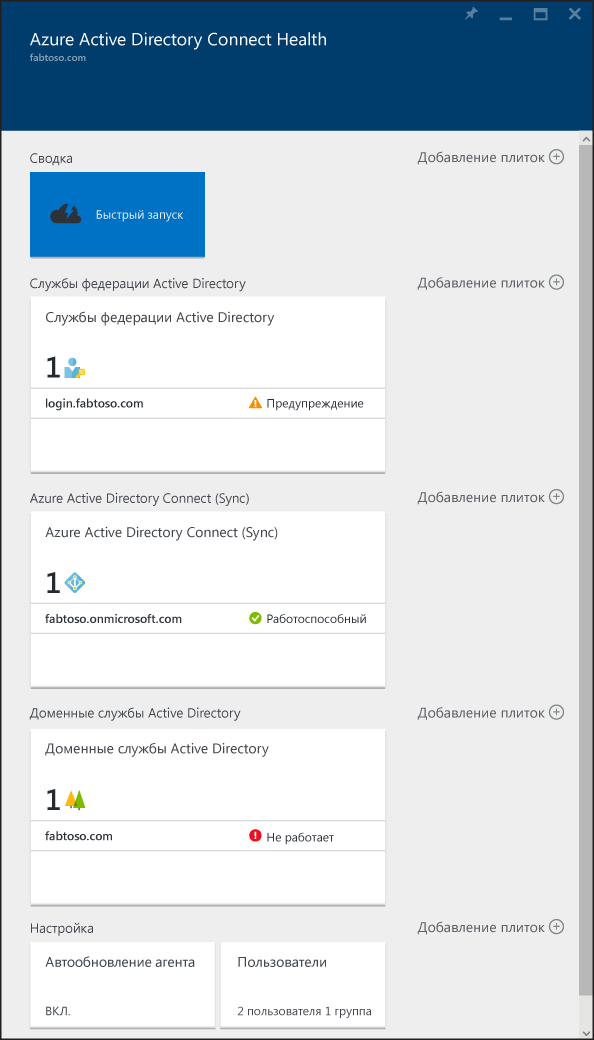 Azure Active Directory Connect Health
fabtoso.com
Сводка
Добавление плиток
Быстрый запуск
Службы федерации Active Directory
Добавление плиток
Службы федерации Active Directory
1
login.fabtoso.com
Предупреждение
Azure Active Directory Connect (Sync)
Добавление плиток
Azure Active Directory Connect (Sync)
1
fabtoso.onmicrosoft.com
Работоспособный
Доменные службы Active Directory
Добавление плиток
Доменные службы Active Directory
1
fabtoso.com
Не работает
Настройка
Добавление плиток
Автообновление агента
ВКЛ.
Пользователи
2 пользователя 1 группа